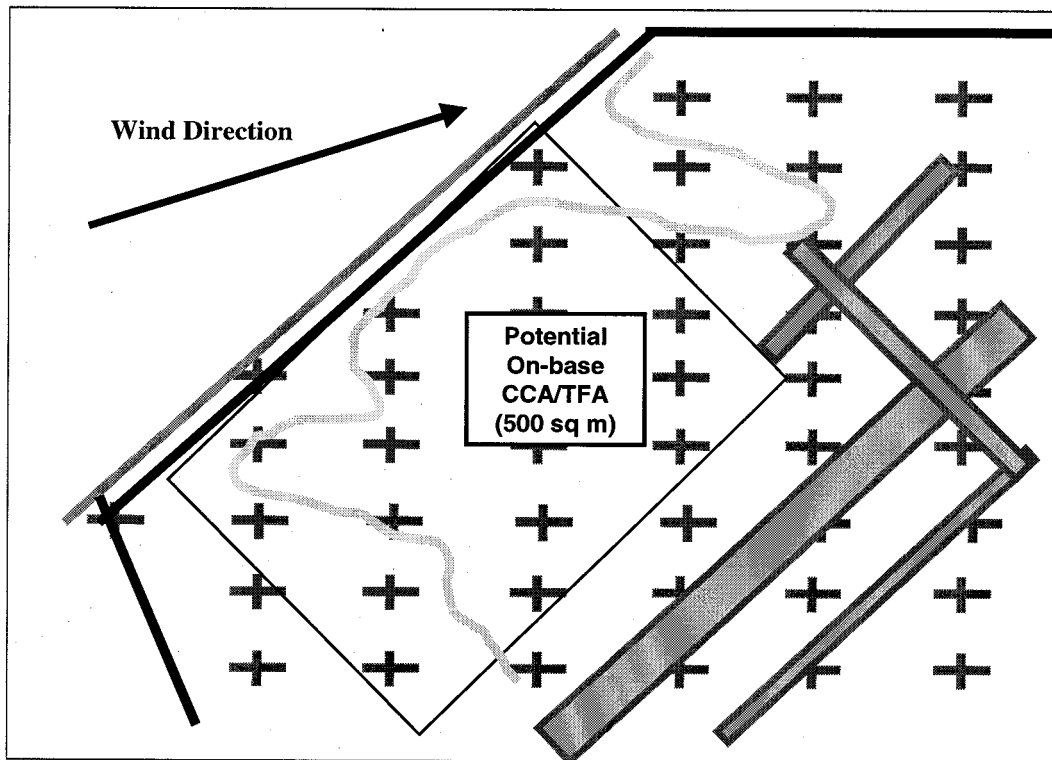 Wind Direction
Potential
On-base
CCA/TFA
(500 sq m)